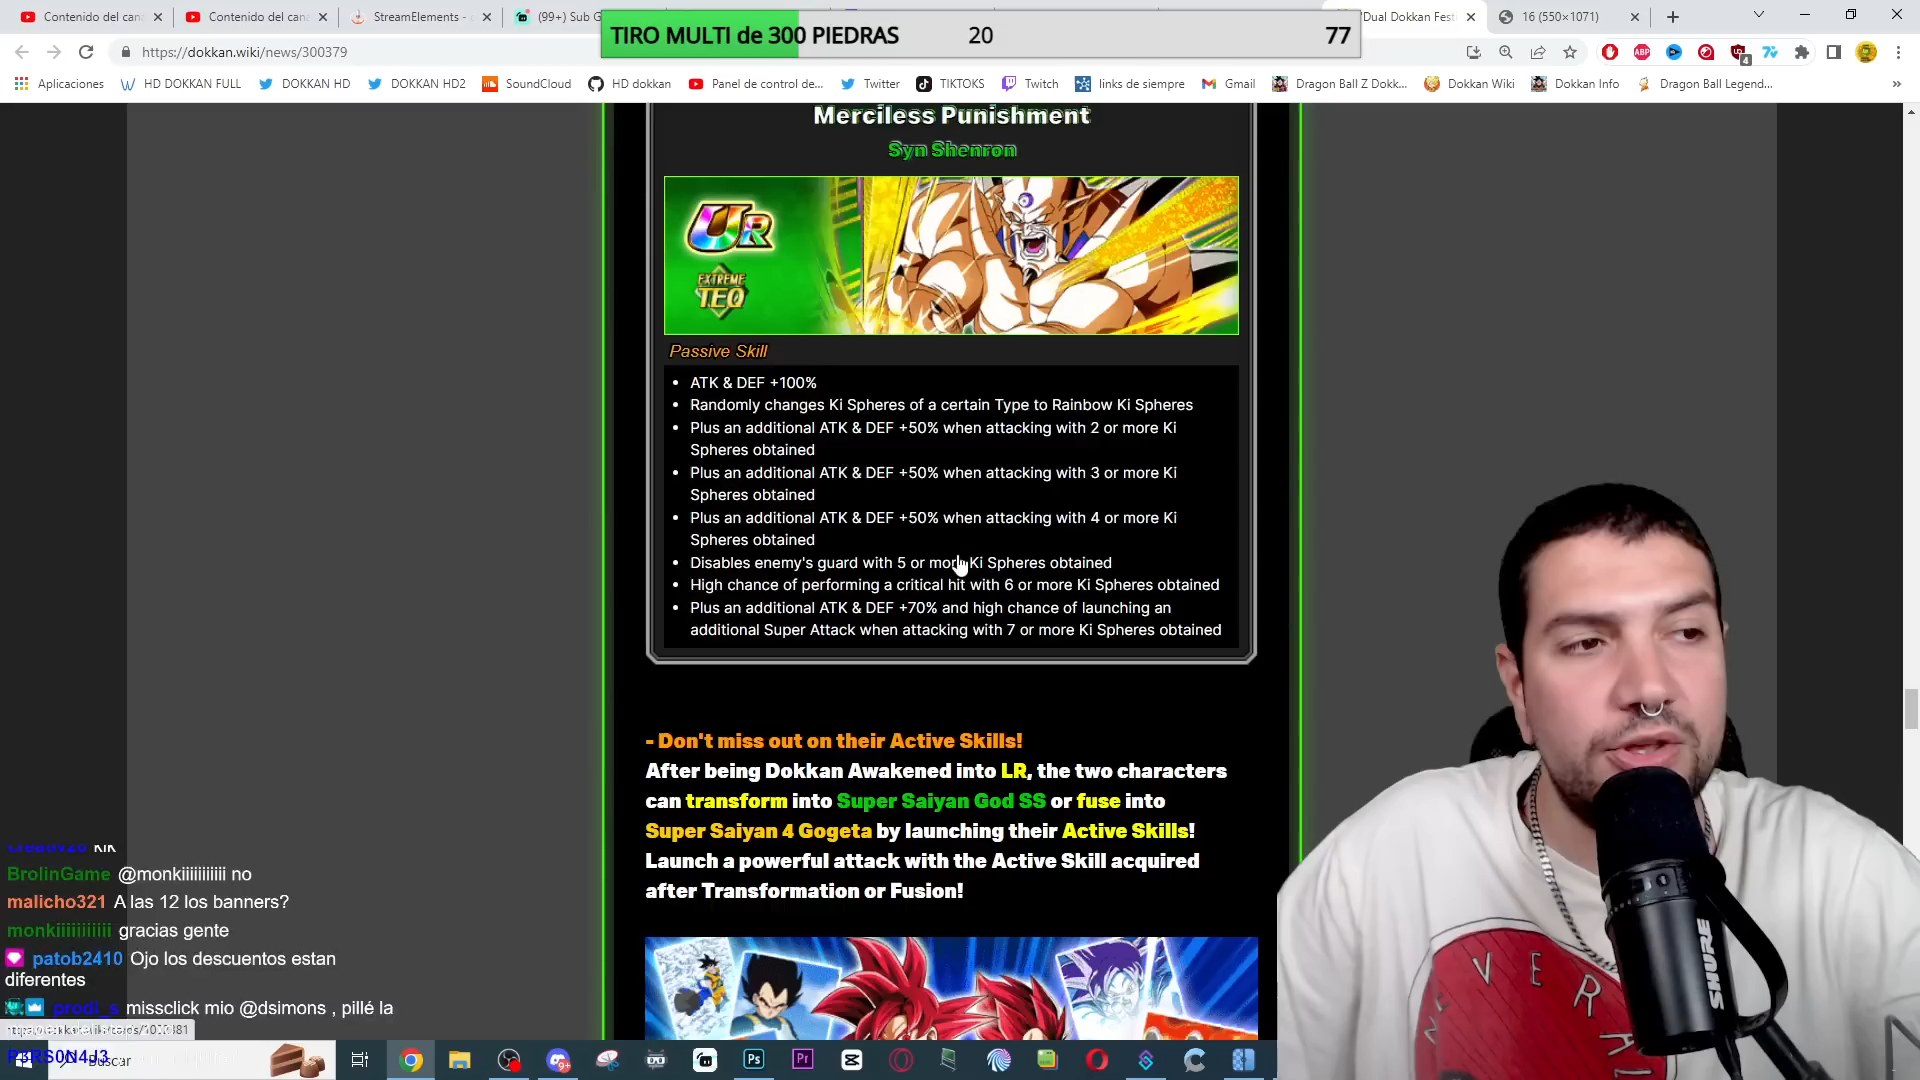 Contenido del can
Contenido del can
StreamElements -
(99+) Sub G
Dual Dokkan Fest
16 (550×1071)
TIRO MULTI de 300 PIEDRAS 20 77
https://dokkan.wiki/news/300379
Aplicaciones HD DOKKAN FULL DOKKAN HD DOKKAN HD2 SoundCloud HD dokkan Panel de control de... Twitter TIKTOKS Twitch links de siempre Gmail Dragon Ball Z Dokk... Dokkan Wiki Dokkan Info Dragon Ball Legend... »
Merciless Punishment
Syn Shenron
UR
EXTREME
TEQ
Passive Skill
• ATK & DEF +100%
• Randomly changes Ki Spheres of a certain Type to Rainbow Ki Spheres
• Plus an additional ATK & DEF +50% when attacking with 2 or more Ki
Spheres obtained
• Plus an additional ATK & DEF +50% when attacking with 3 or more Ki
Spheres obtained
• Plus an additional ATK & DEF +50% when attacking with 4 or more Ki
Spheres obtained
• Disables enemy's guard with 5 or more Ki Spheres obtained
• High chance of performing a critical hit with 6 or more Ki Spheres obtained
• Plus an additional ATK & DEF +70% and high chance of launching an
additional Super Attack when attacking with 7 or more Ki Spheres obtained
- Don't miss out on their Active Skills!
After being Dokkan Awakened into LR, the two characters
can transform into Super Saiyan God SS or fuse into
Super Saiyan 4 Gogeta by launching their Active Skills!
Launch a powerful attack with the Active Skill acquired
after Transformation or Fusion!
BrolinGame @monkiiiiiiiiiii no
malicho321 A las 12 los banners?
monkiiiiiiiiiii gracias gente
patob2410 Ojo los descuentos estan
diferentes
prodi_s missclick mio @dsimons , pillé la
P3RS0N4J3
Buscar
VERA
SHURE